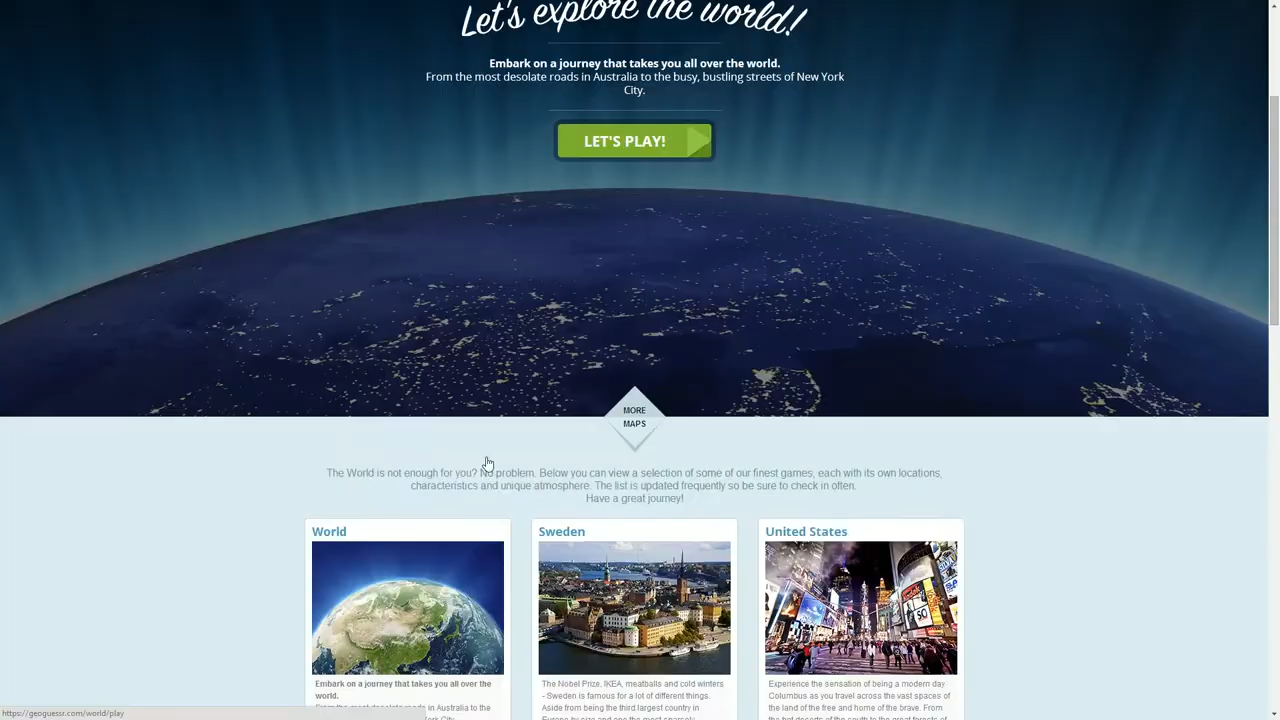 Let's explore the world!
Embark on a journey that takes you all over the world.
From the most desolate roads in Australia to the busy, bustling streets of New York
City.
LET'S PLAY!
MORE
MAPS
The World is not enough for you? No problem. Below you can view a selection of some of our finest games, each with its own locations,
characteristics and unique atmosphere. The list is updated frequently so be sure to check in often.
Have a great journey!
World
Sweden
United States
Embark on a journey that takes you all over the
world.
The Nobel Prize, IKEA, meatballs and cold winters
- Sweden is famous for a lot of different things.
Aside from being the third largest country in
Experience the sensation of being a modern day
Columbus as you travel across the vast spaces of
the land of the free and home of the brave. From
https://geoguessr.com/world/play